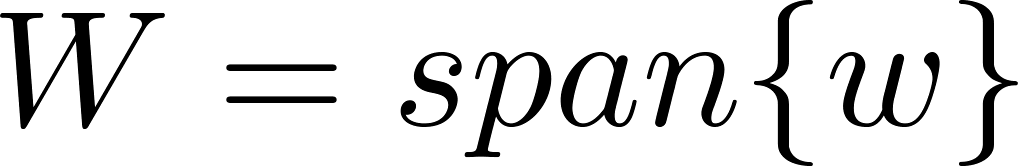 W = span{w}